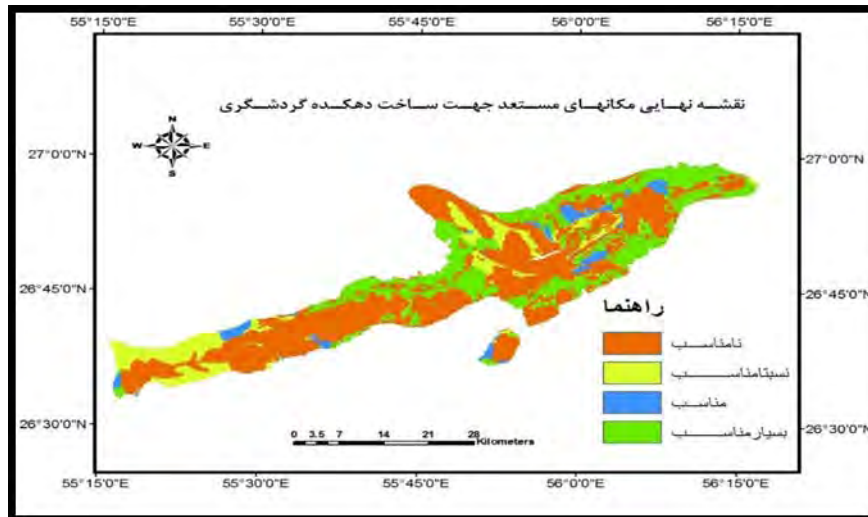 55°15'0"E 55°30'0"E 55°45'0"E 56°0'0"E 56°15'0"E
نقشه نهایی مکانهای مستعد جهت ساخت دهکده گردشگری
N
W E
S
27°0'0"N 27°0'0"N
26°45'0"N 26°45'0"N
راهنما
نامناسب
نسبتامناسب
مناسب
بسیارمناسب
26°30'0"N 26°30'0"N
0 3.5 7 14 21 28
Kilometers
55°15'0"E 55°30'0"E 55°45'0"E 56°0'0"E 56°15'0"E